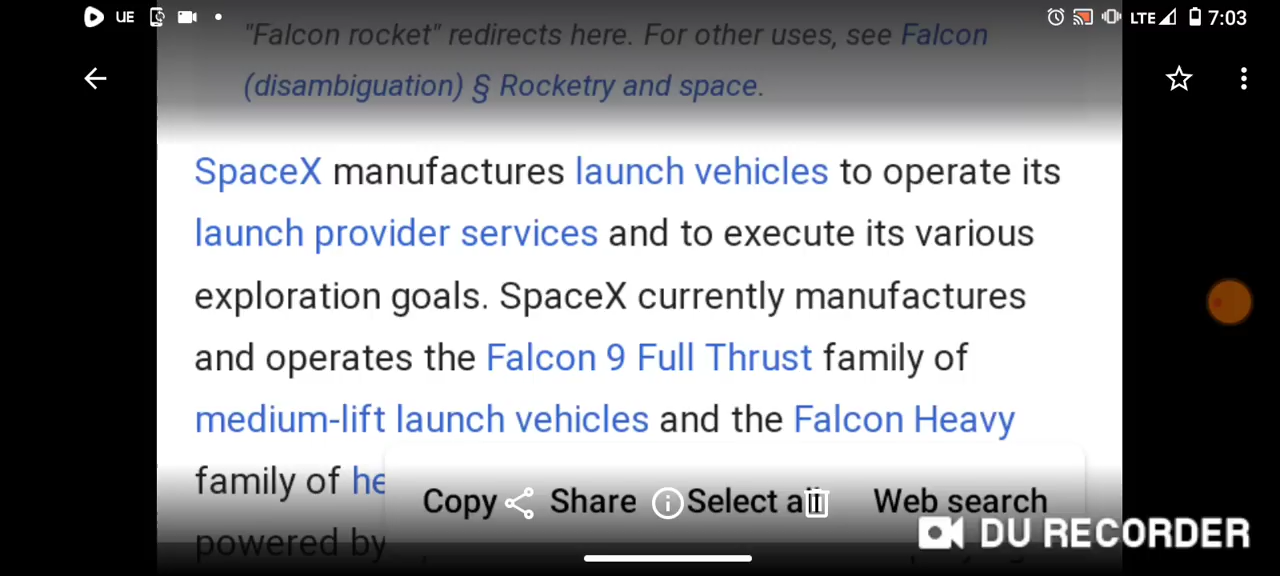 UE LTE 7:03
"Falcon rocket" redirects here. For other uses, see Falcon
(disambiguation) § Rocketry and space.
SpaceX manufactures launch vehicles to operate its
launch provider services and to execute its various
exploration goals. SpaceX currently manufactures
and operates the Falcon 9 Full Thrust family of
medium-lift launch vehicles and the Falcon Heavy
family of he
Copy Share Select all Web search
powered by
DU RECORDER